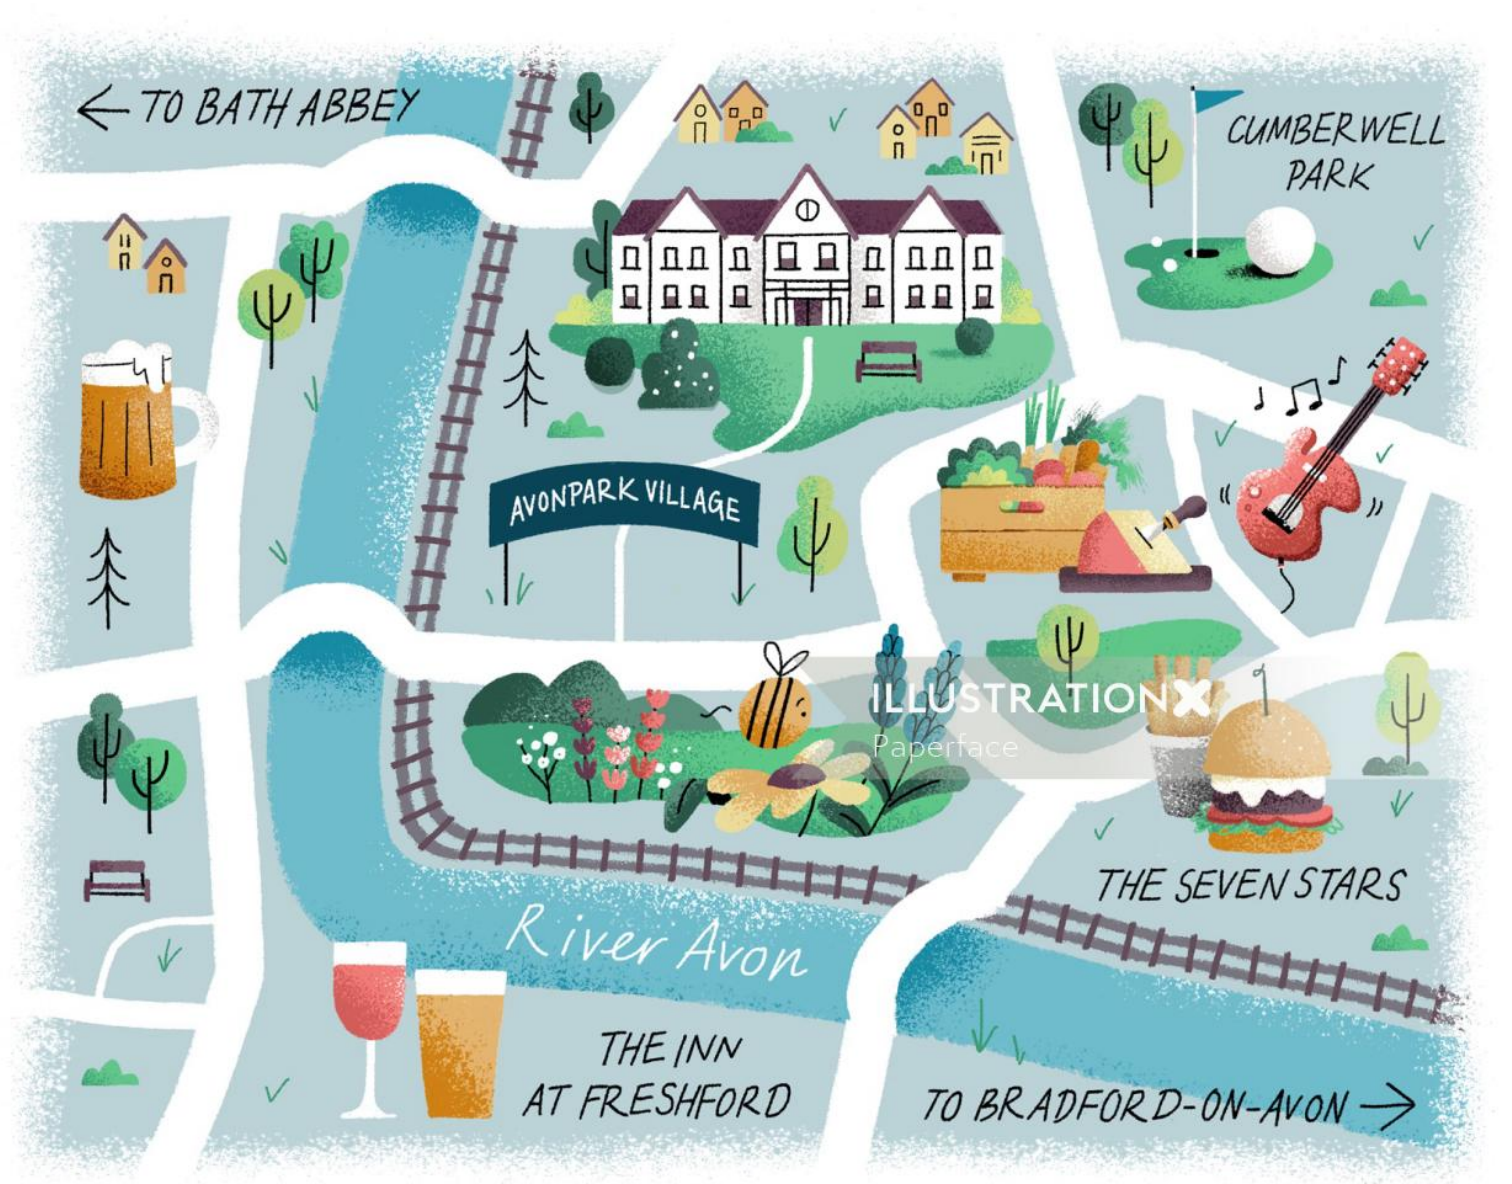 ← TO BATH ABBEY
CUMBERWELL
PARK
AVONPARK VILLAGE
ILLUSTRATIONX
Paperface
THE SEVEN STARS
River Avon
THE INN
AT FRESHFORD
TO BRADFORD-ON-AVON →